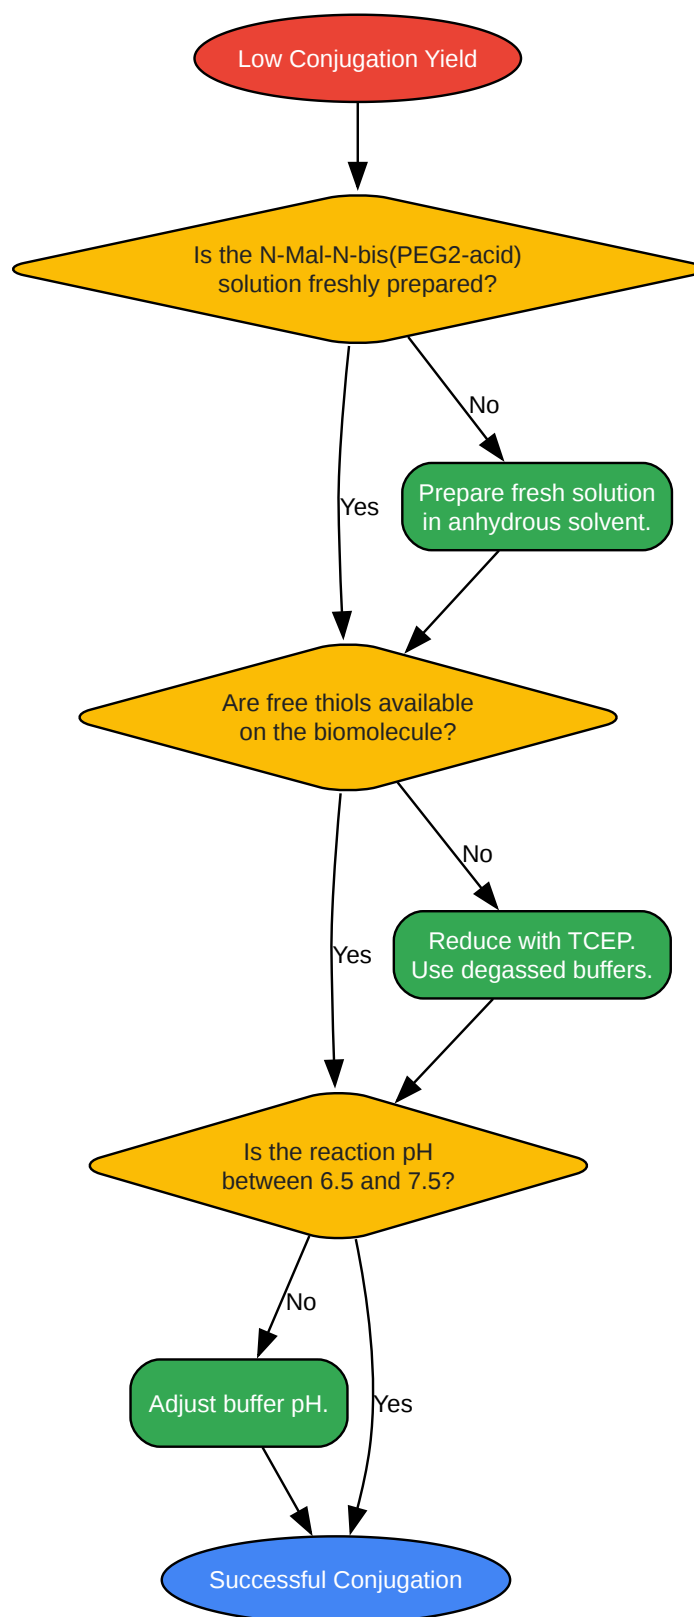 Low Conjugation Yield
Is the N-Mal-N-bis(PEG2-acid)
solution freshly prepared?
No
Prepare fresh solution
in anhydrous solvent.
Yes
Are free thiols available
on the biomolecule?
No
Reduce with TCEP.
Use degassed buffers.
Yes
Is the reaction pH
between 6.5 and 7.5?
No
Adjust buffer pH.
Yes
Successful Conjugation